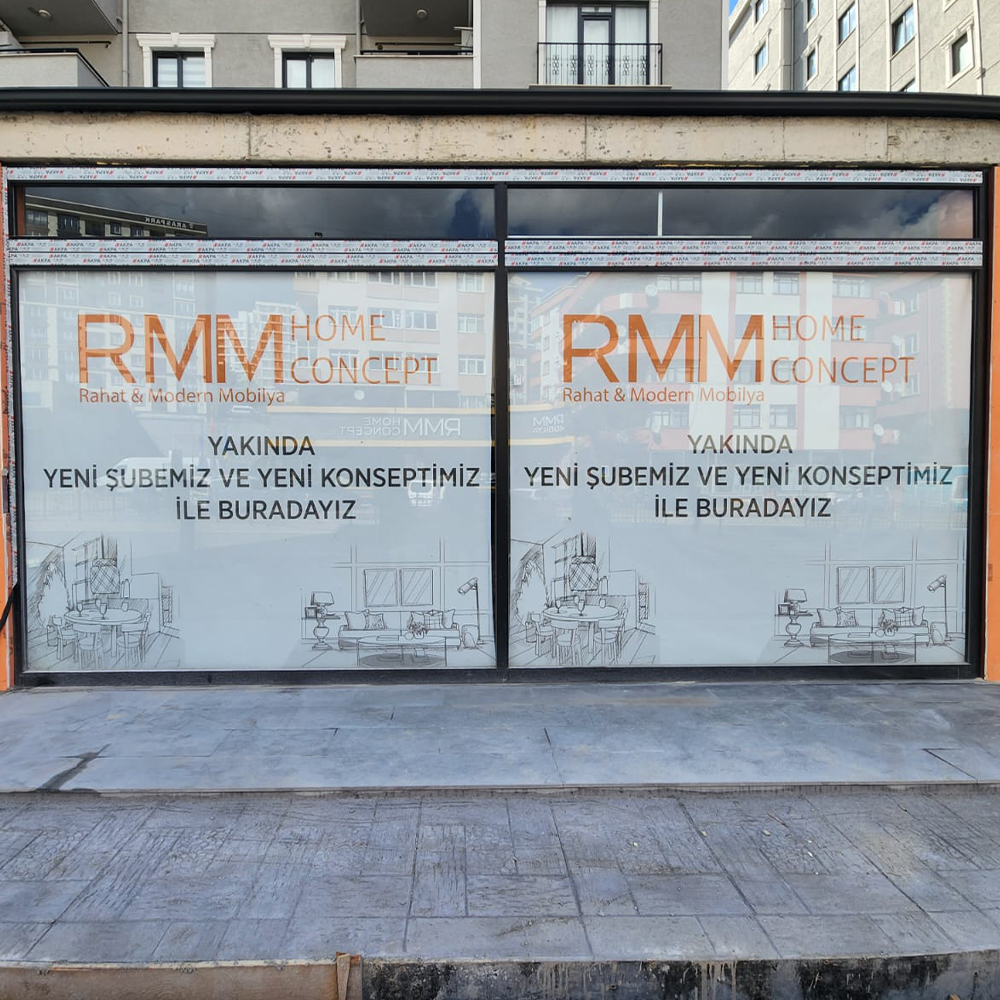 RMM HOME
CONCEPT
Rahat & Modern Mobilya
YAKINDA
YENİ ŞUBEMİZ VE YENİ KONSEPTİMİZ
İLE BURADAYIZ
RMM HOME
CONCEPT
Rahat & Modern Mobilya
YAKINDA
YENİ ŞUBEMİZ VE YENİ KONSEPTİMİZ
İLE BURADAYIZ